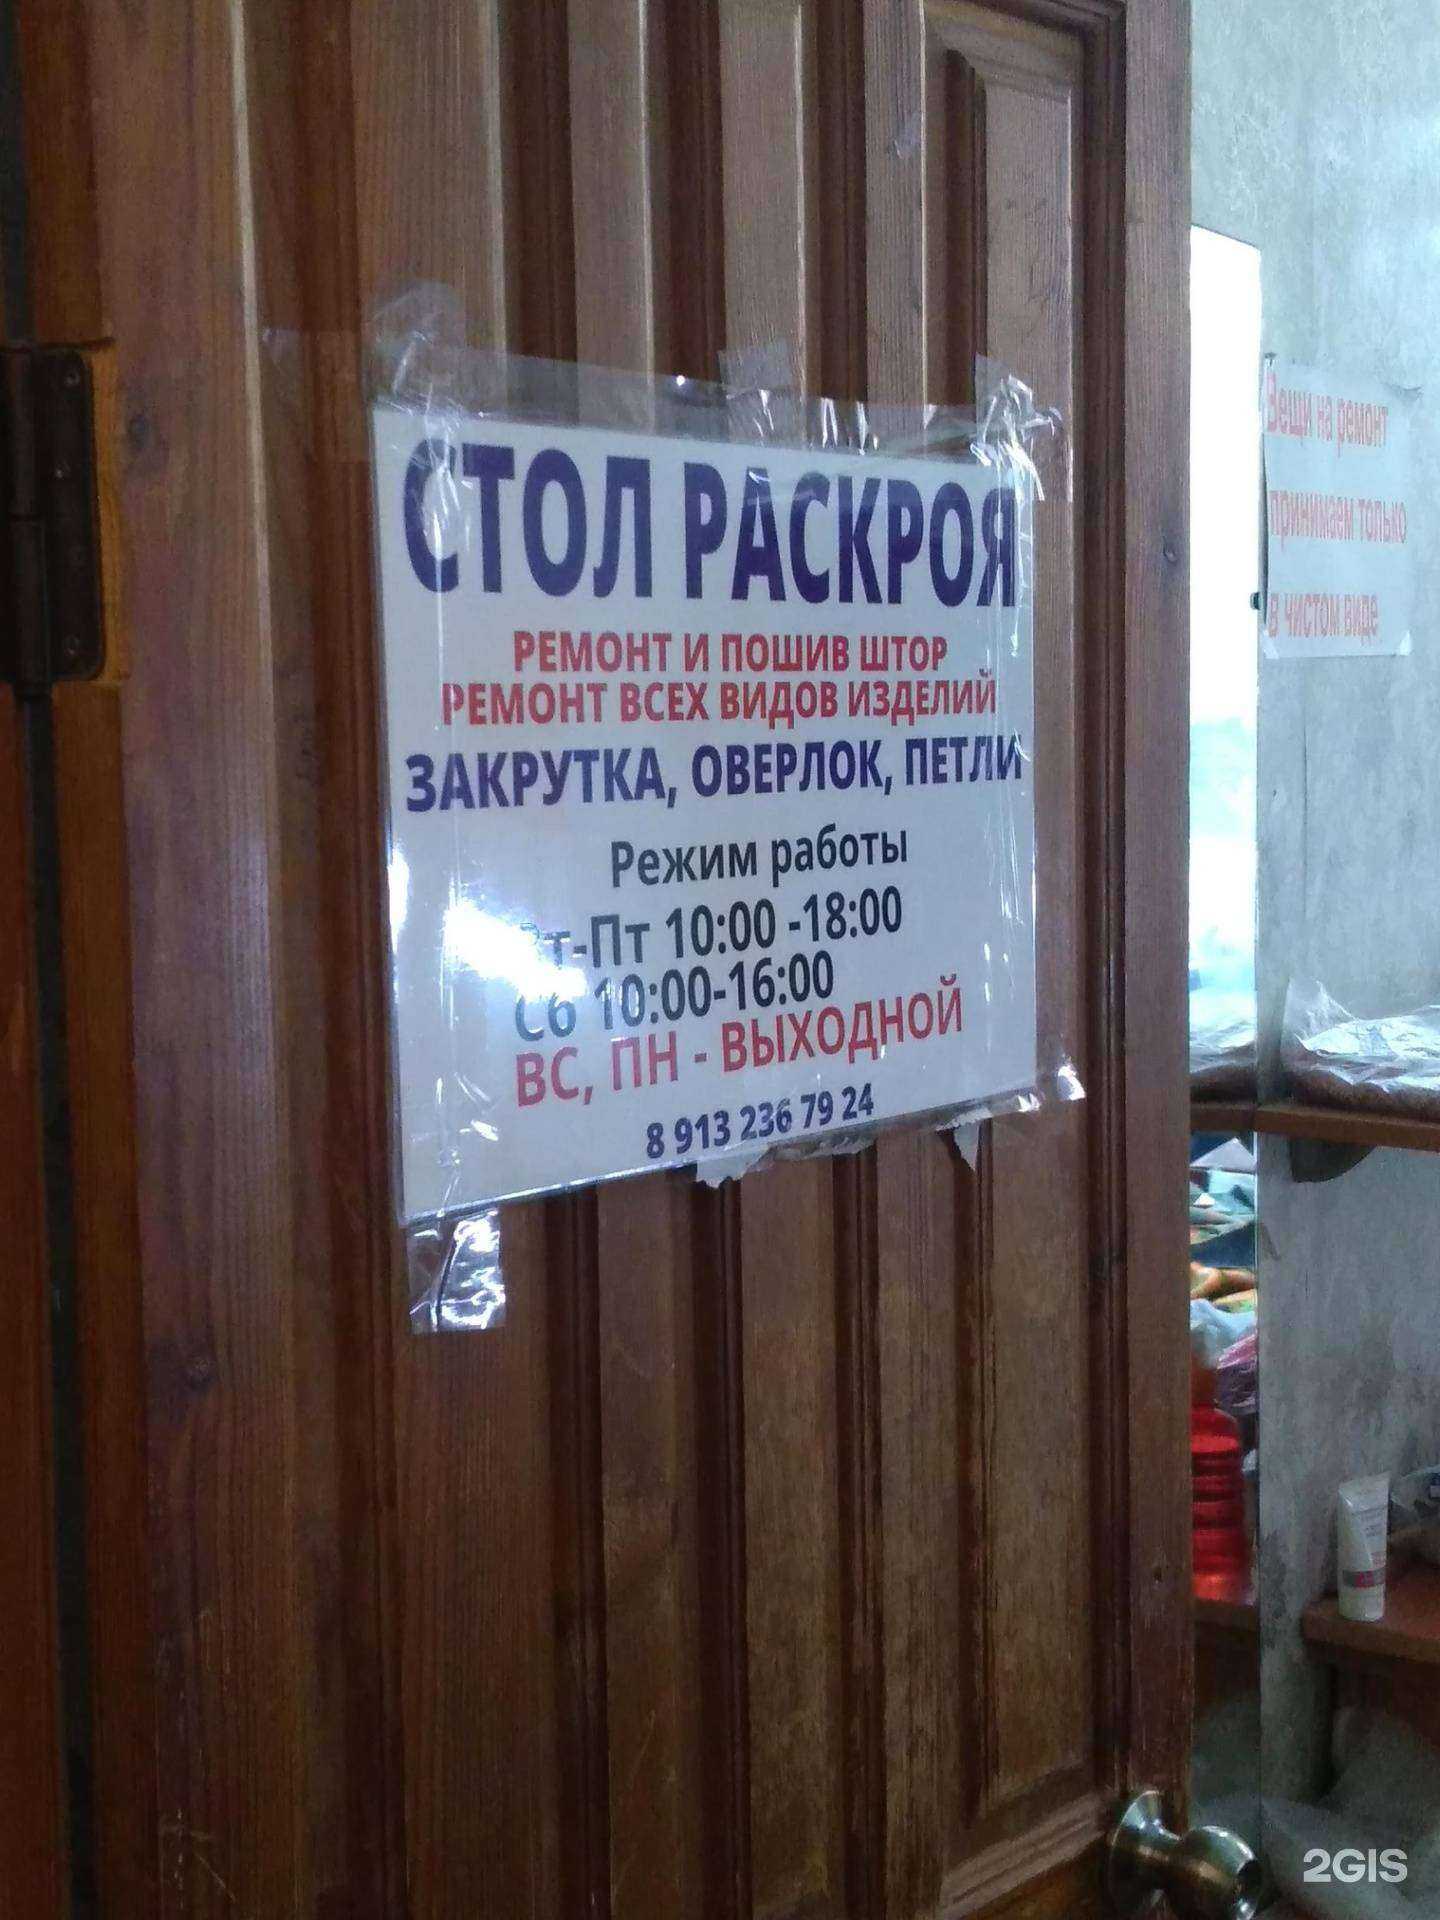 СТОЛ РАСКРОЯ
РЕМОНТ И ПОШИВ ШТОР
РЕМОНТ ВСЕХ ВИДОВ ИЗДЕЛИЙ
ЗАКРУТКА, ОВЕРЛОК, ПЕТЛИ
Режим работы
Вт-Пт 10:00 -18:00
Сб 10:00-16:00
ВС, ПН - ВЫХОДНОЙ
8 913 236 79 24
Вещи на ремонт
принимаем только
в чистом виде
2GIS